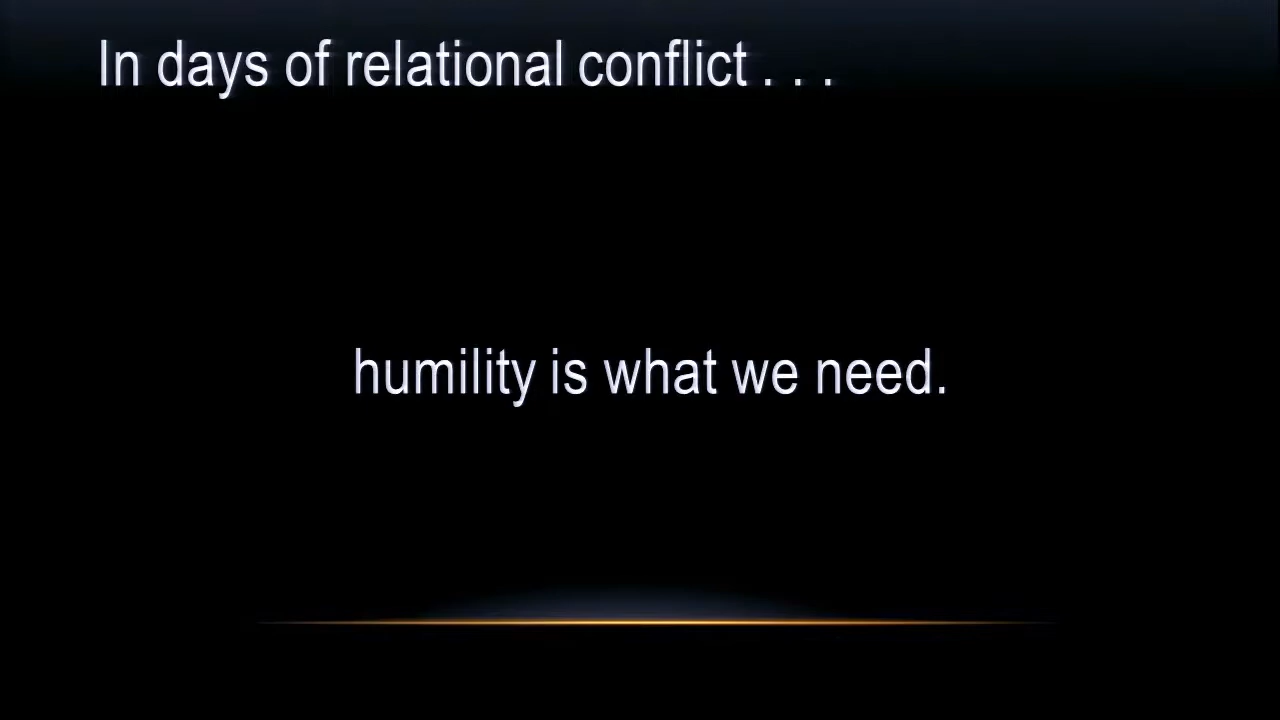 In days of relational conflict . . .
humility is what we need.